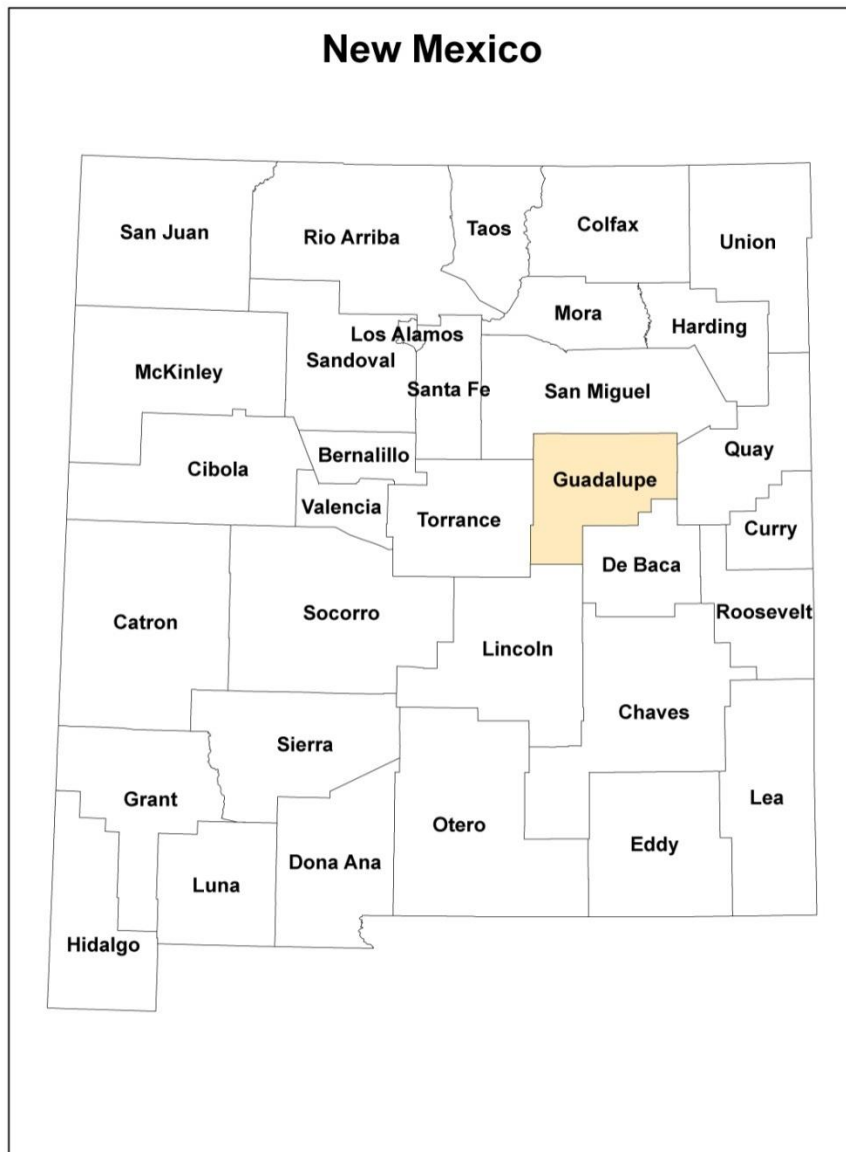 New Mexico
San Juan
Rio Arriba
Taos
Colfax
Union
Mora
Harding
Los Alamos
Sandoval
Santa Fe
San Miguel
McKinley
Cibola
Bernalillo
Valencia
Torrance
Guadalupe
Quay
Curry
De Baca
Roosevelt
Catron
Socorro
Lincoln
Chaves
Sierra
Grant
Otero
Lea
Eddy
Dona Ana
Luna
Hidalgo